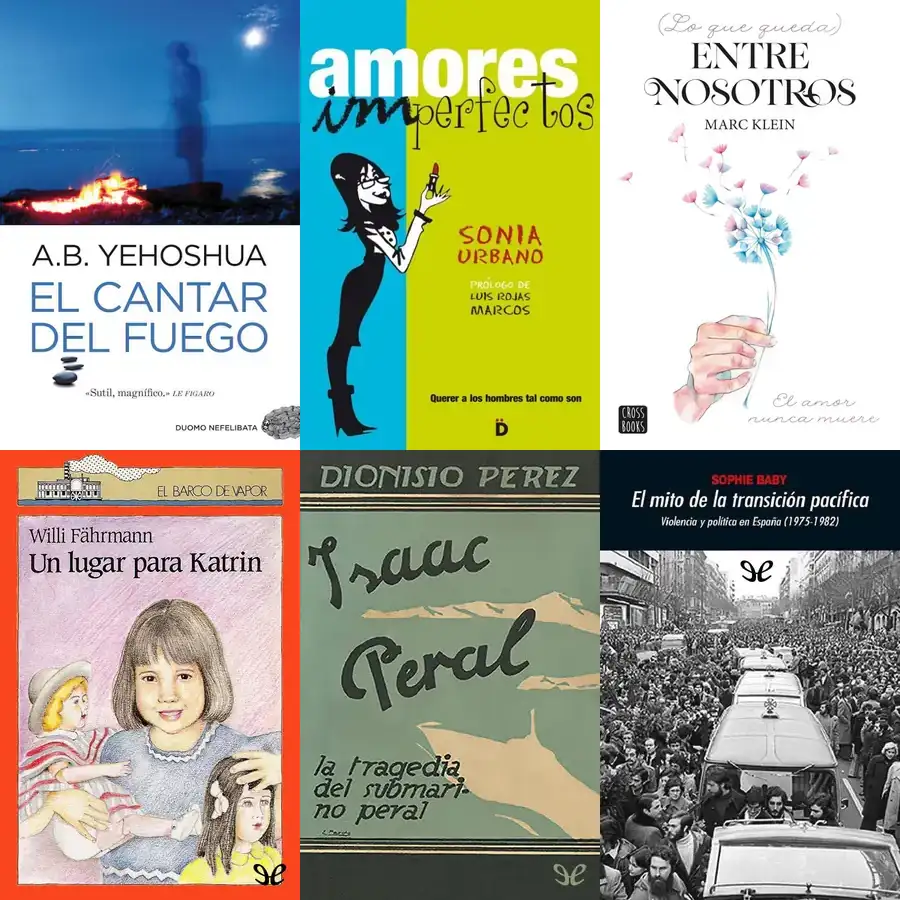 A.B. YEHOSHUA
EL CANTAR
DEL FUEGO
«Sutil, magnífico.» LE FIGARO
DUOMO NEFELIBATA
amores
imperfectos
SONIA
URBANO
PRÓLOGO DE
LUIS ROJAS
MARCOS
Querer a los hombres tal como son
D̈
(Lo que queda)
ENTRE
NOSOTROS
MARC KLEIN
El amor
nunca muere
CROSS
BOOKS
EL BARCO DE VAPOR
Willi Fährmann
Un lugar para Katrin
DIONISIO PEREZ
Isaac
Peral
la tragedia
del submari-
no peral
SOPHIE BABY
El mito de la transición pacífica
Violencia y política en España (1975-1982)